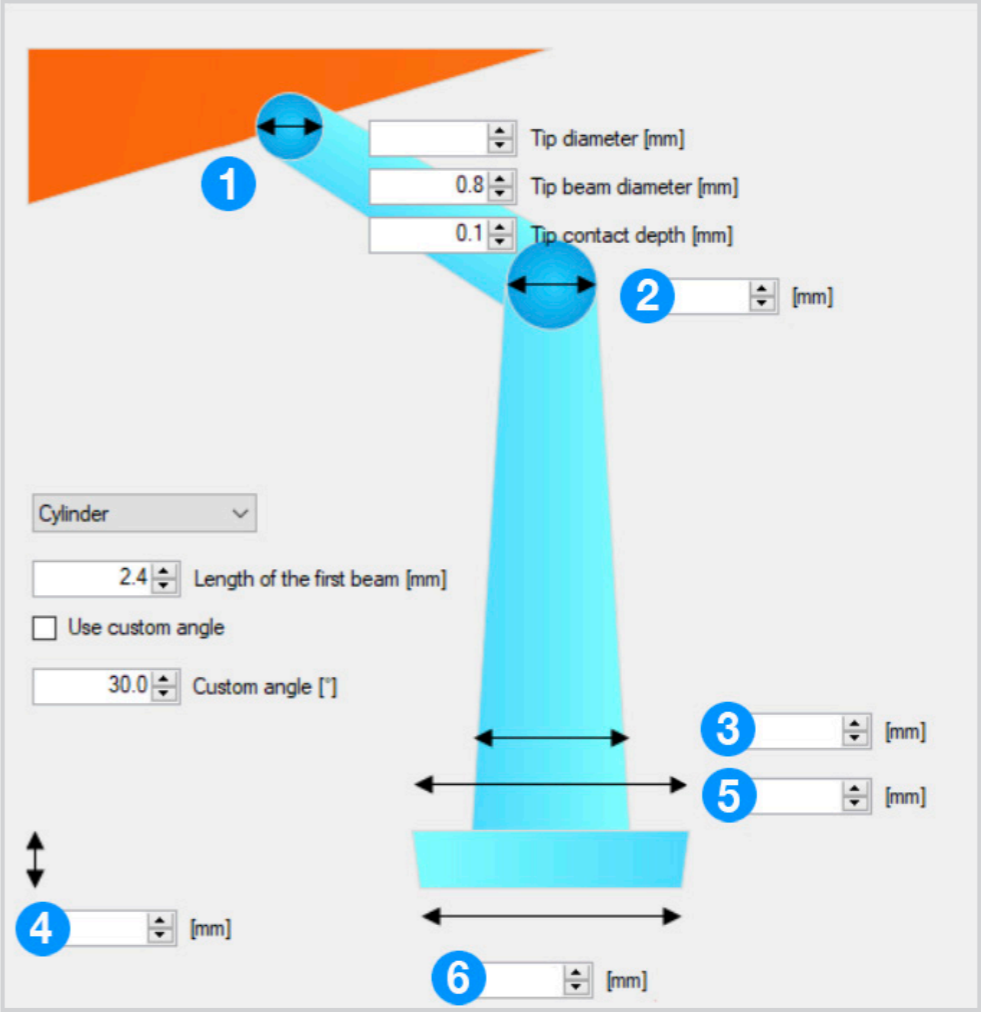 Tip diameter [mm]
1
0.8 Tip beam diameter [mm]
0.1 Tip contact depth [mm]
2 [mm]
Cylinder
2.4 Length of the first beam [mm]
Use custom angle
30.0 Custom angle [°]
3 [mm]
5 [mm]
4 [mm]
6 [mm]